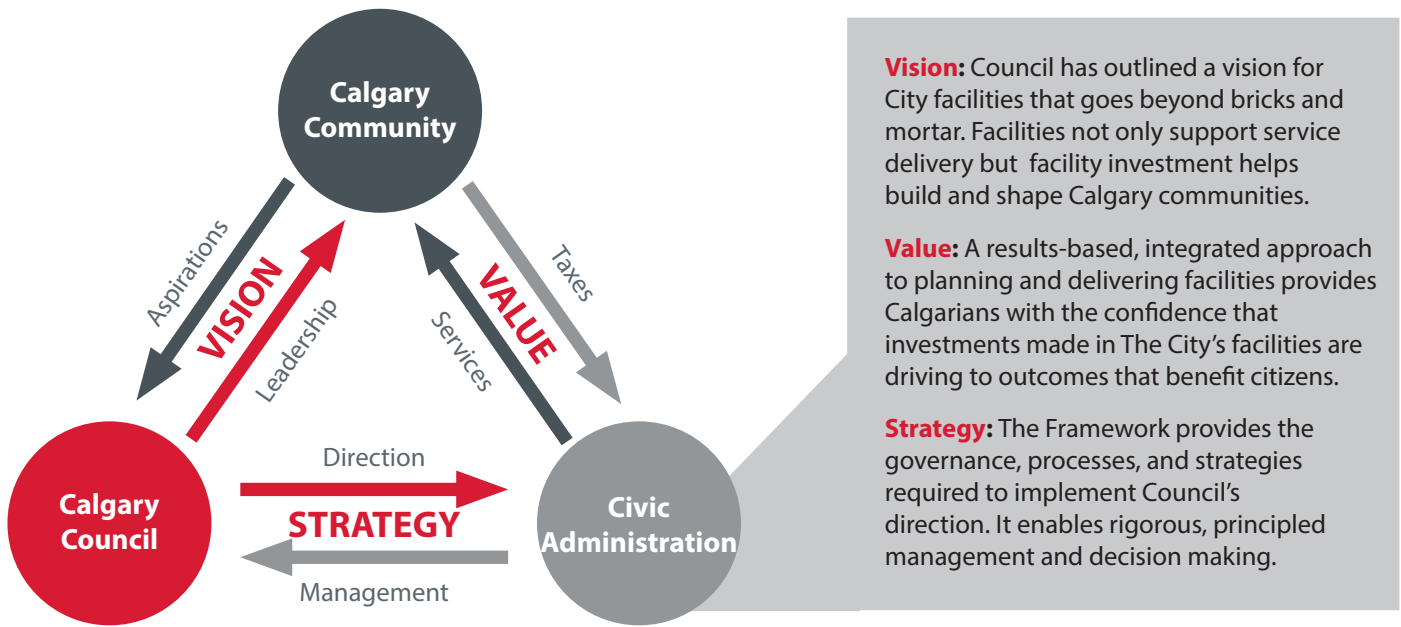 Calgary
Community
Aspirations
VISION
Leadership
Taxes
VALUE
Services
Direction
STRATEGY
Management
Calgary
Council
Civic
Administration
Vision: Council has outlined a vision for
City facilities that goes beyond bricks and
mortar. Facilities not only support service
delivery but facility investment helps
build and shape Calgary communities.
Value: A results-based, integrated approach
to planning and delivering facilities provides
Calgarians with the confidence that
investments made in The City’s facilities are
driving to outcomes that benefit citizens.
Strategy: The Framework provides the
governance, processes, and strategies
required to implement Council’s
direction. It enables rigorous, principled
management and decision making.